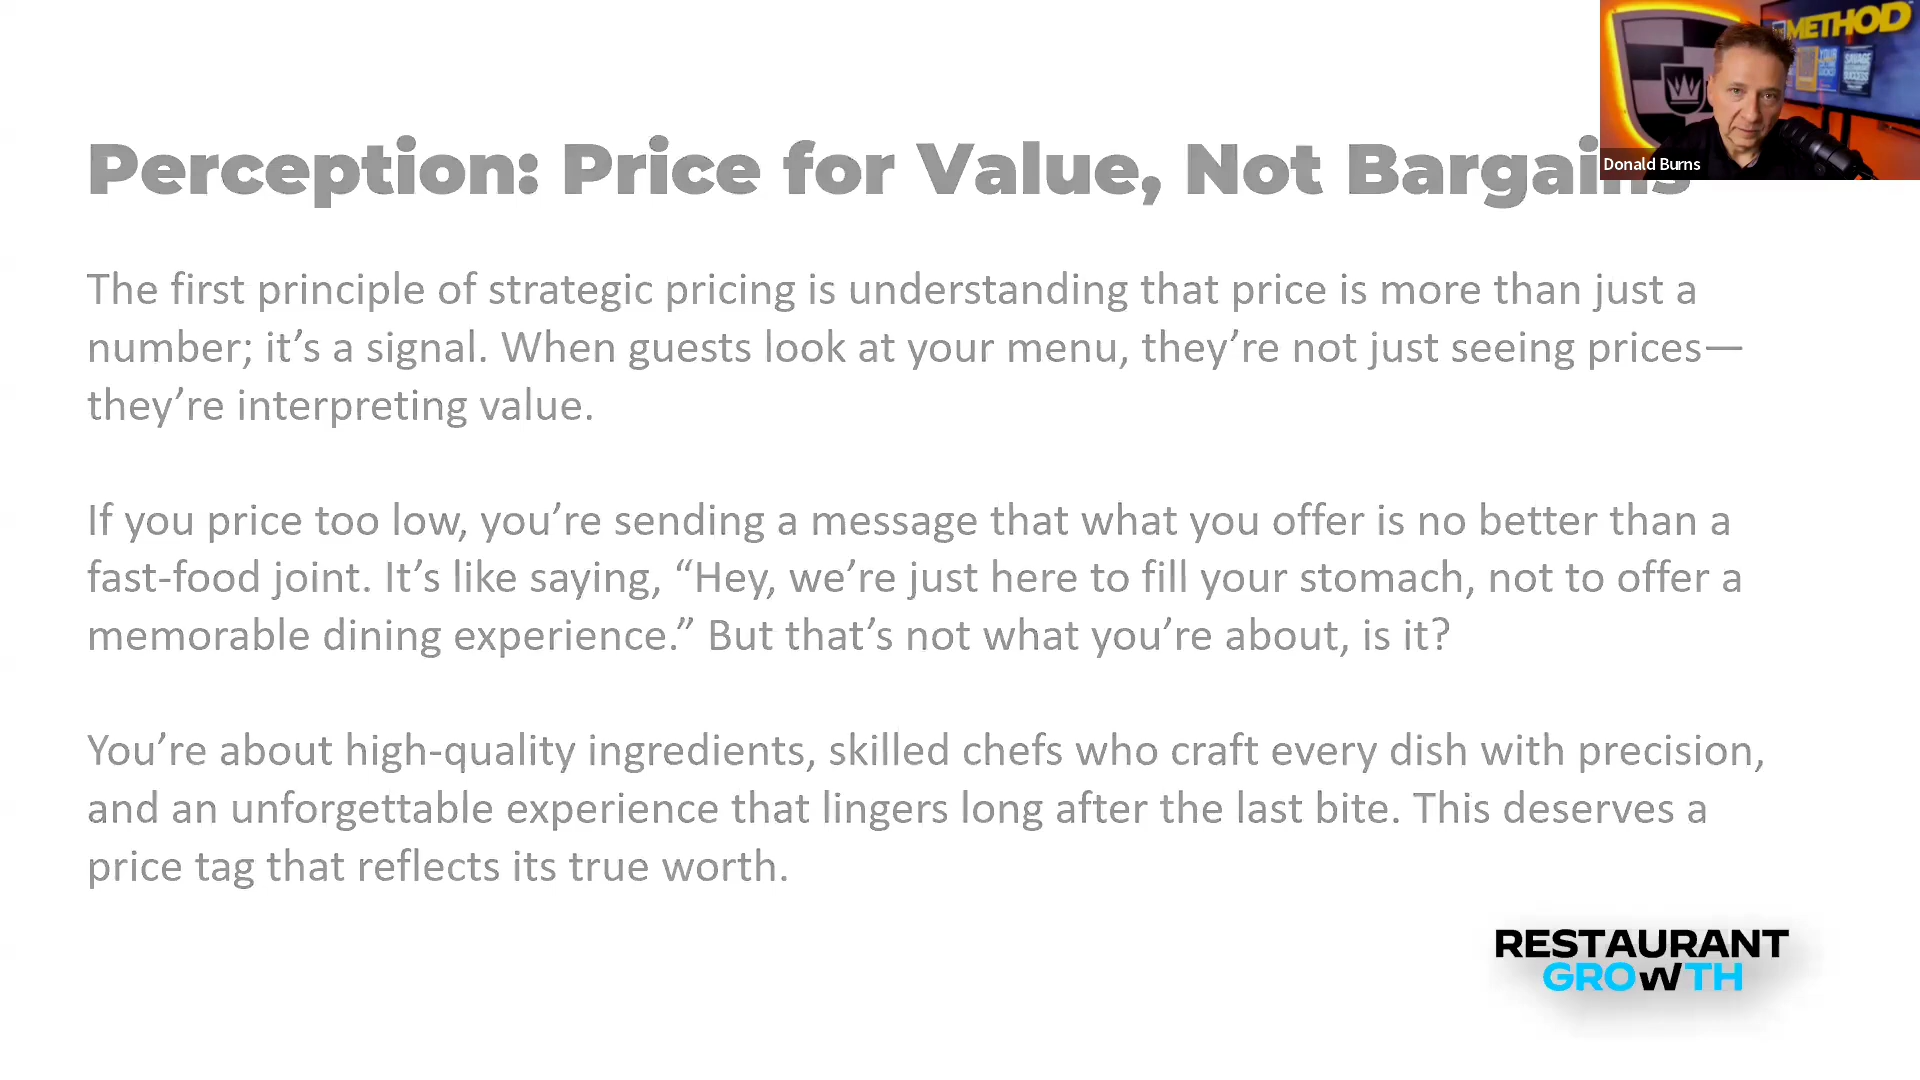 METHOD
Donald Burns
Perception: Price for Value, Not Bargains
The first principle of strategic pricing is understanding that price is more than just a
number; it’s a signal. When guests look at your menu, they’re not just seeing prices—
they’re interpreting value.
If you price too low, you’re sending a message that what you offer is no better than a
fast-food joint. It’s like saying, “Hey, we’re just here to fill your stomach, not to offer a
memorable dining experience.” But that’s not what you’re about, is it?
You’re about high-quality ingredients, skilled chefs who craft every dish with precision,
and an unforgettable experience that lingers long after the last bite. This deserves a
price tag that reflects its true worth.
RESTAURANT
GROWTH